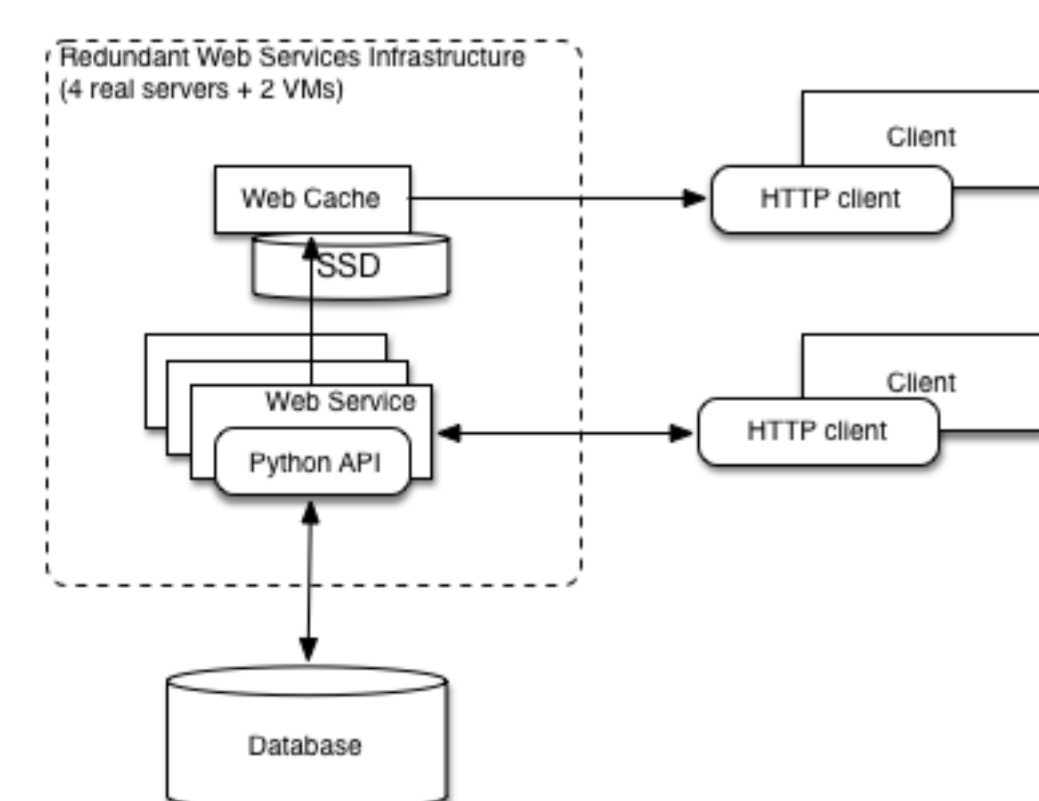 Redundant Web Services Infrastructure
(4 real servers + 2 VMs)
Client
Web Cache
HTTP client
SSD
Client
Web Service
HTTP client
Python API
Database